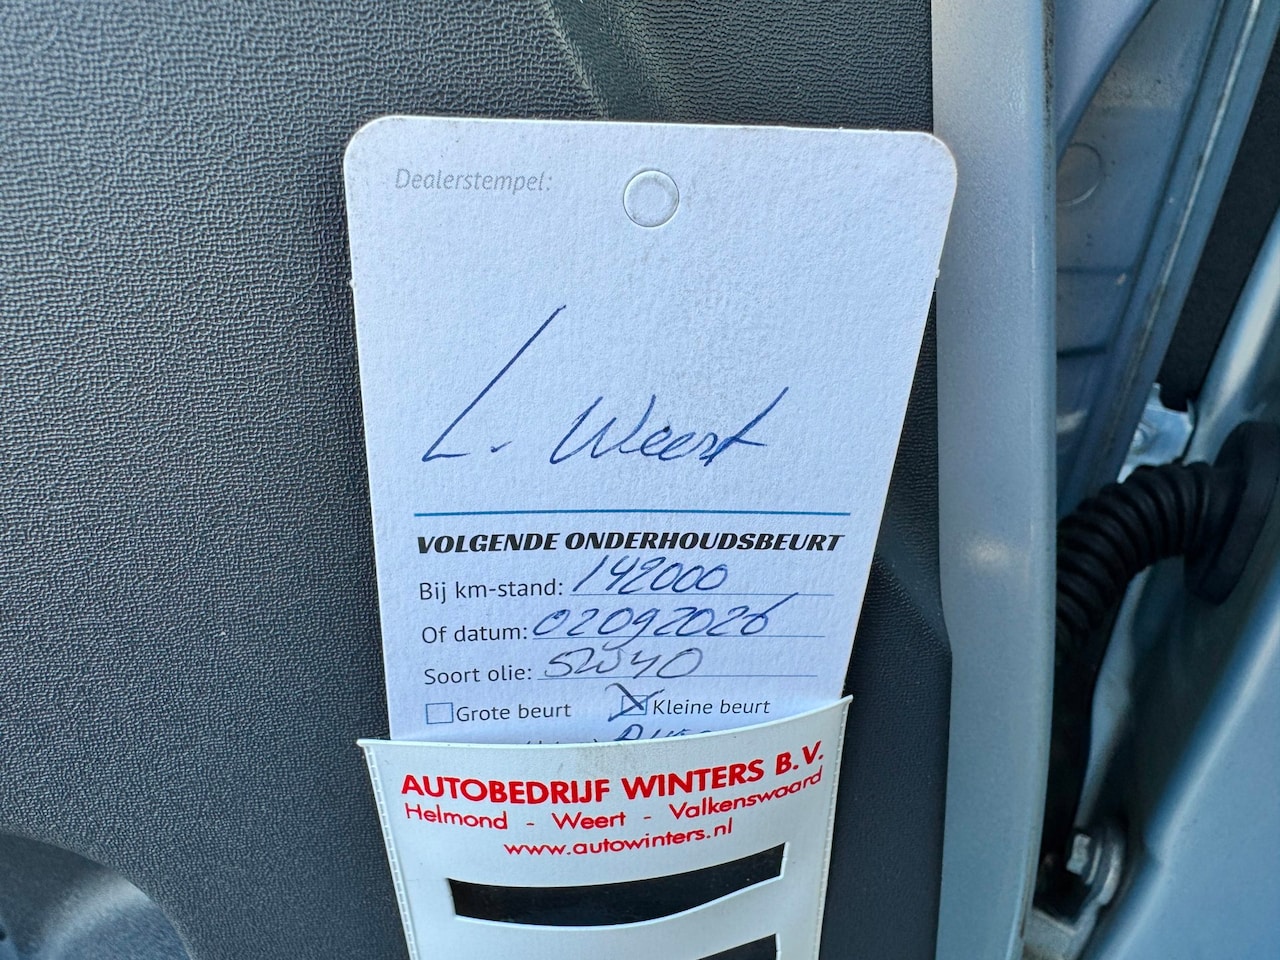 Dealerstempel:
L. Weert
VOLGENDE ONDERHOUDSBEURT
Bij km-stand: 142000
Of datum: 02092026
Soort olie: 5W40
Grote beurt Kleine beurt
AUTOBEDRIJF WINTERS B.V.
Helmond - Weert - Valkenswaard
www.autowinters.nl